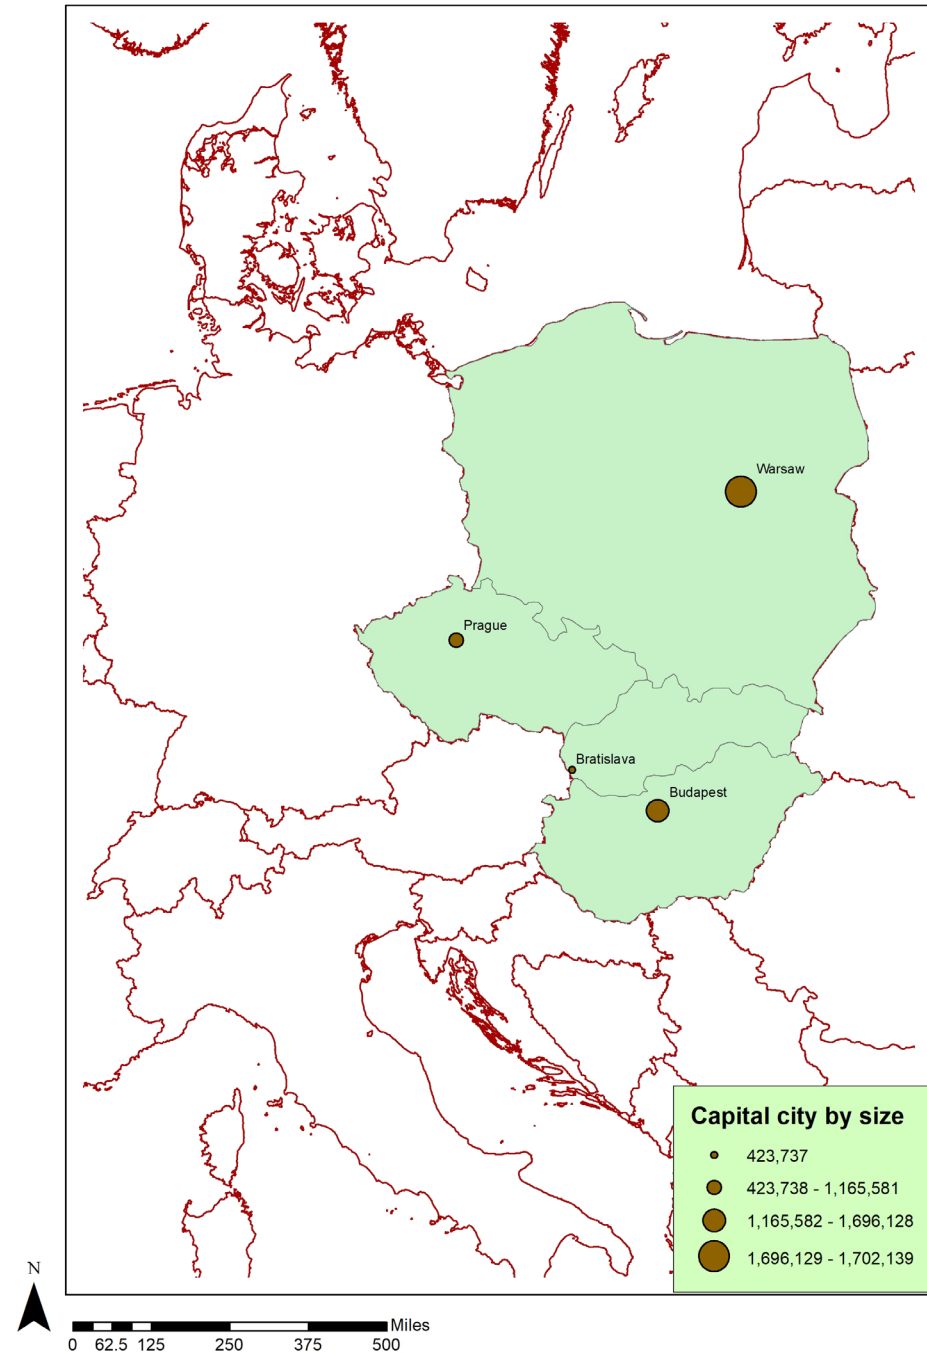 Warsaw
Prague
Bratislava
Budapest
Capital city by size
423,737
423,738 - 1,165,581
1,165,582 - 1,696,128
1,696,129 - 1,702,139
N
Miles
0 62.5 125 250 375 500